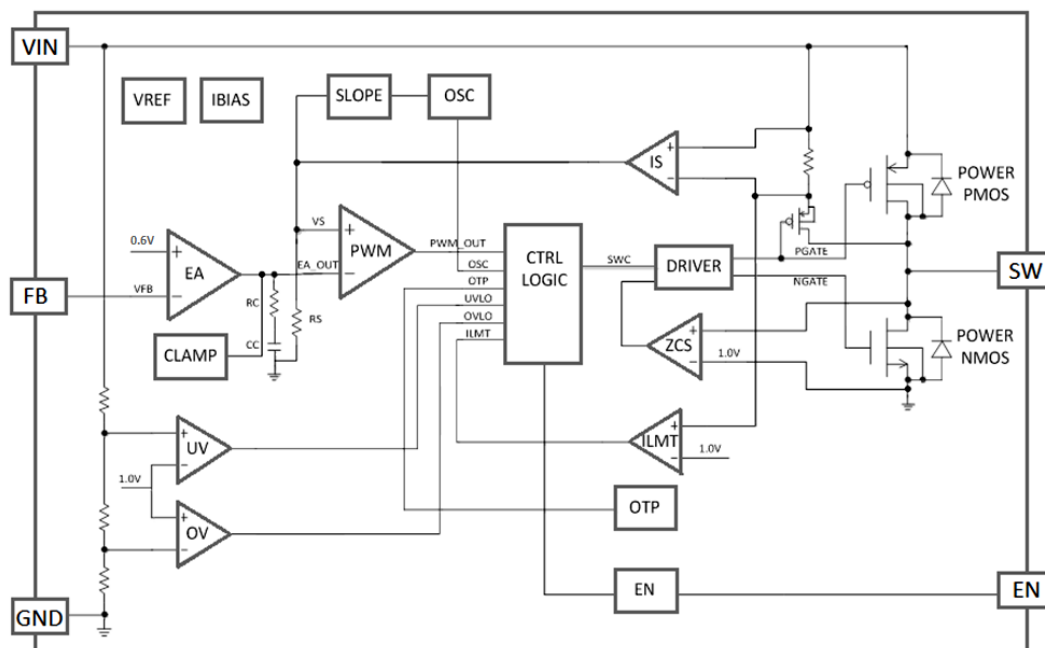 VIN
VREF
IBIAS
SLOPE
OSC
+
IS
−
POWER
PMOS
0.6V
+
EA
−
VFB
FB
VS
+
PWM
−
EA_OUT
PWM_OUT
OSC
OTP
UVLO
OVLO
ILMT
CTRL
LOGIC
SWC
DRIVER
PGATE
NGATE
SW
RC
CC
RS
CLAMP
+
ZCS
−
1.0V
POWER
NMOS
+
UV
−
1.0V
+
OV
−
+
ILMT
−
1.0V
OTP
EN
EN
GND